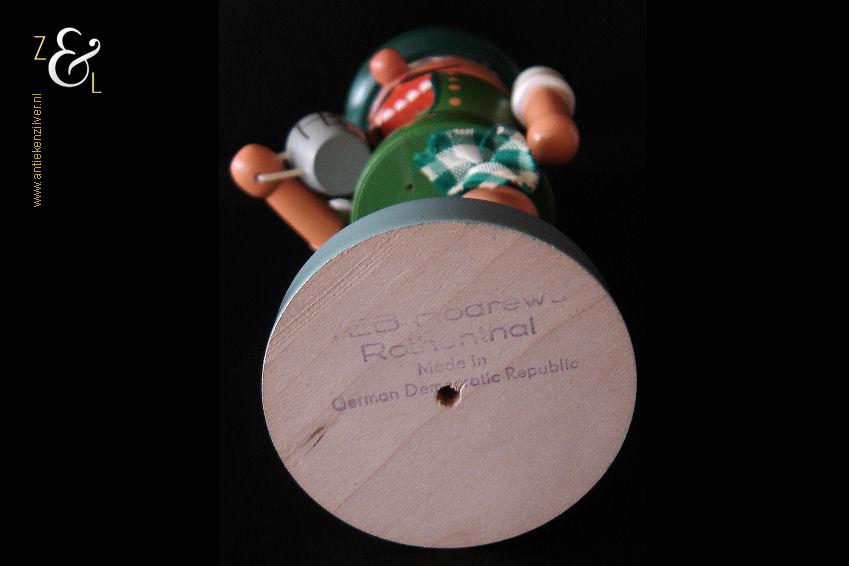 Z & L
www.antiekenzilver.nl
Rothenthal
Made in
German Democratic Republic